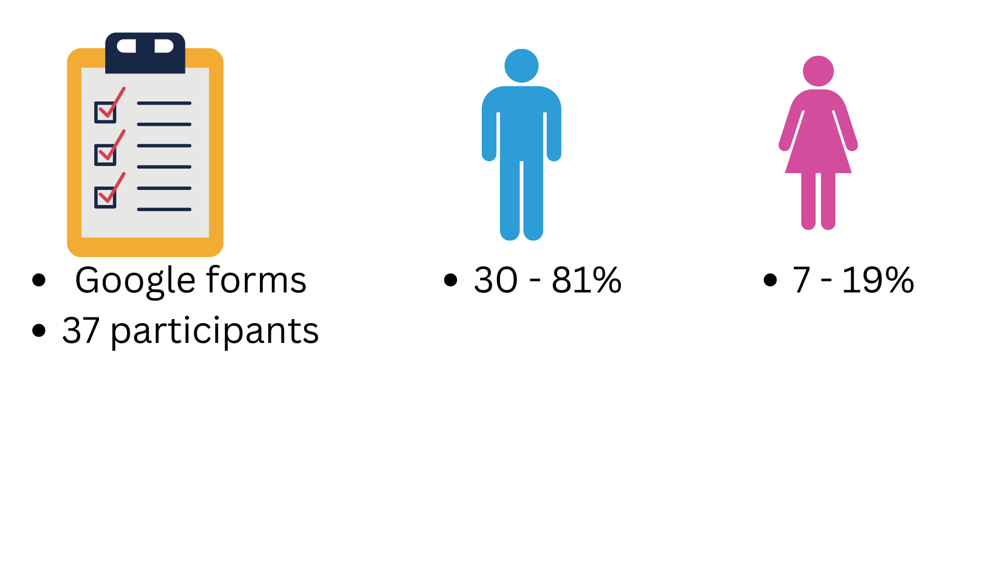 • Google forms
• 37 participants
• 30 - 81%
• 7 - 19%